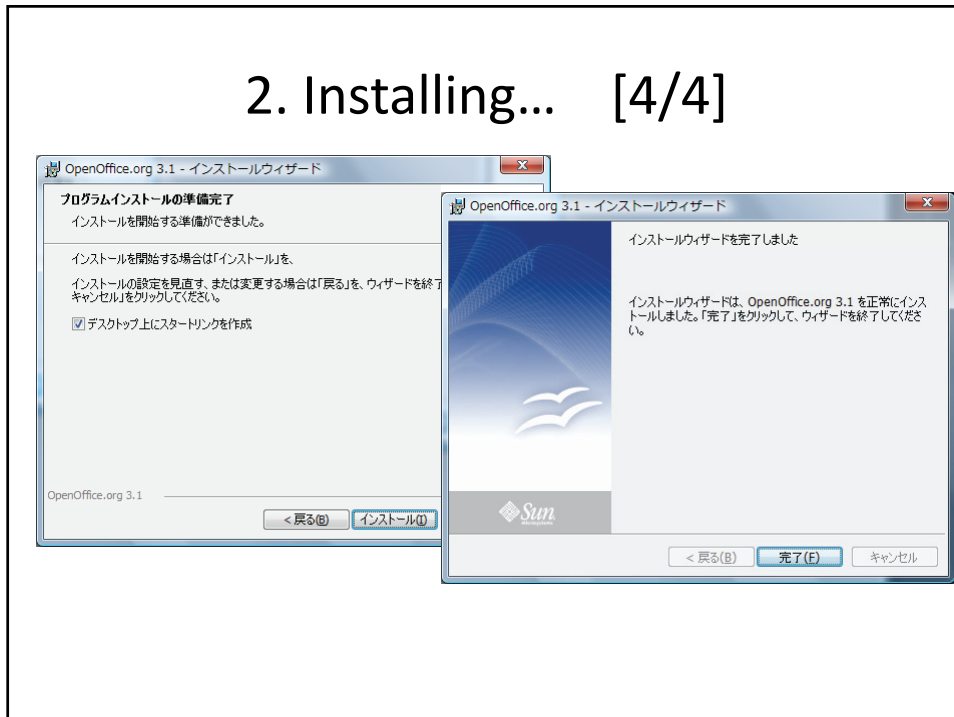 2. Installing… [4/4]
OpenOffice.org 3.1 - インストールウィザード
プログラムインストールの準備完了
インストールを開始する準備ができました。
インストールを開始する場合は「インストール」を、
インストールの設定を見直す、または変更する場合は「戻る」を、ウィザードを終了
キャンセル」をクリックしてください。
デスクトップ上にスタートリンクを作成
OpenOffice.org 3.1
< 戻る(B)
インストール(I)
OpenOffice.org 3.1 - インストールウィザード
インストールウィザードを完了しました
インストールウィザードは、OpenOffice.org 3.1 を正常にインス
トールしました。「完了」をクリックして、ウィザードを終了してくださ
い。
Sun
microsystems
< 戻る(B)
完了(F)
キャンセル